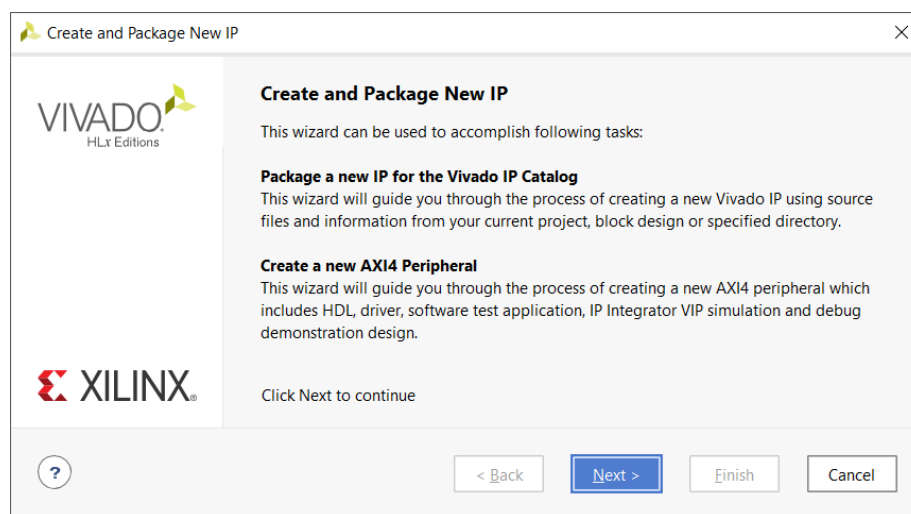 Create and Package New IP
VIVADO.
HLx Editions
Create and Package New IP
This wizard can be used to accomplish following tasks:
Package a new IP for the Vivado IP Catalog
This wizard will guide you through the process of creating a new Vivado IP using source
files and information from your current project, block design or specified directory.
Create a new AXI4 Peripheral
This wizard will guide you through the process of creating a new AXI4 peripheral which
includes HDL, driver, software test application, IP Integrator VIP simulation and debug
demonstration design.
XILINX®
Click Next to continue
?
< Back
Next >
Finish
Cancel